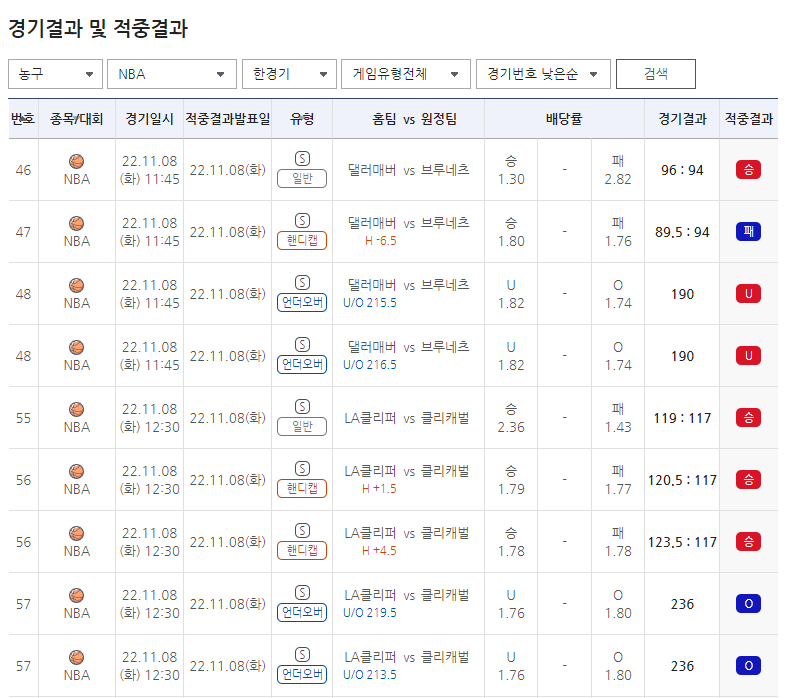 경기결과 및 적중결과
농구 NBA 한경기 게임유형전체 경기번호 낮은순 검색
번호 종목/대회 경기일시 적중결과발표일 유형 홈팀 vs 원정팀 배당률 경기결과 적중결과
46 NBA 22.11.08 (화) 11:45 22.11.08(화) S 일반 댈러매버 vs 브루네츠 승 1.30 - 패 2.82 96 : 94 승
47 NBA 22.11.08 (화) 11:45 22.11.08(화) S 핸디캡 댈러매버 vs 브루네츠 H -6.5 승 1.80 - 패 1.76 89.5 : 94 패
48 NBA 22.11.08 (화) 11:45 22.11.08(화) S 언더오버 댈러매버 vs 브루네츠 U/O 215.5 U 1.82 - O 1.74 190 U
48 NBA 22.11.08 (화) 11:45 22.11.08(화) S 언더오버 댈러매버 vs 브루네츠 U/O 216.5 U 1.82 - O 1.74 190 U
55 NBA 22.11.08 (화) 12:30 22.11.08(화) S 일반 LA클리퍼 vs 클리캐벌 승 2.36 - 패 1.43 119 : 117 승
56 NBA 22.11.08 (화) 12:30 22.11.08(화) S 핸디캡 LA클리퍼 vs 클리캐벌 H +1.5 승 1.79 - 패 1.77 120.5 : 117 승
56 NBA 22.11.08 (화) 12:30 22.11.08(화) S 핸디캡 LA클리퍼 vs 클리캐벌 H +4.5 승 1.78 - 패 1.78 123.5 : 117 승
57 NBA 22.11.08 (화) 12:30 22.11.08(화) S 언더오버 LA클리퍼 vs 클리캐벌 U/O 219.5 U 1.76 - O 1.80 236 O
57 NBA 22.11.08 (화) 12:30 22.11.08(화) S 언더오버 LA클리퍼 vs 클리캐벌 U/O 213.5 U 1.76 - O 1.80 236 O